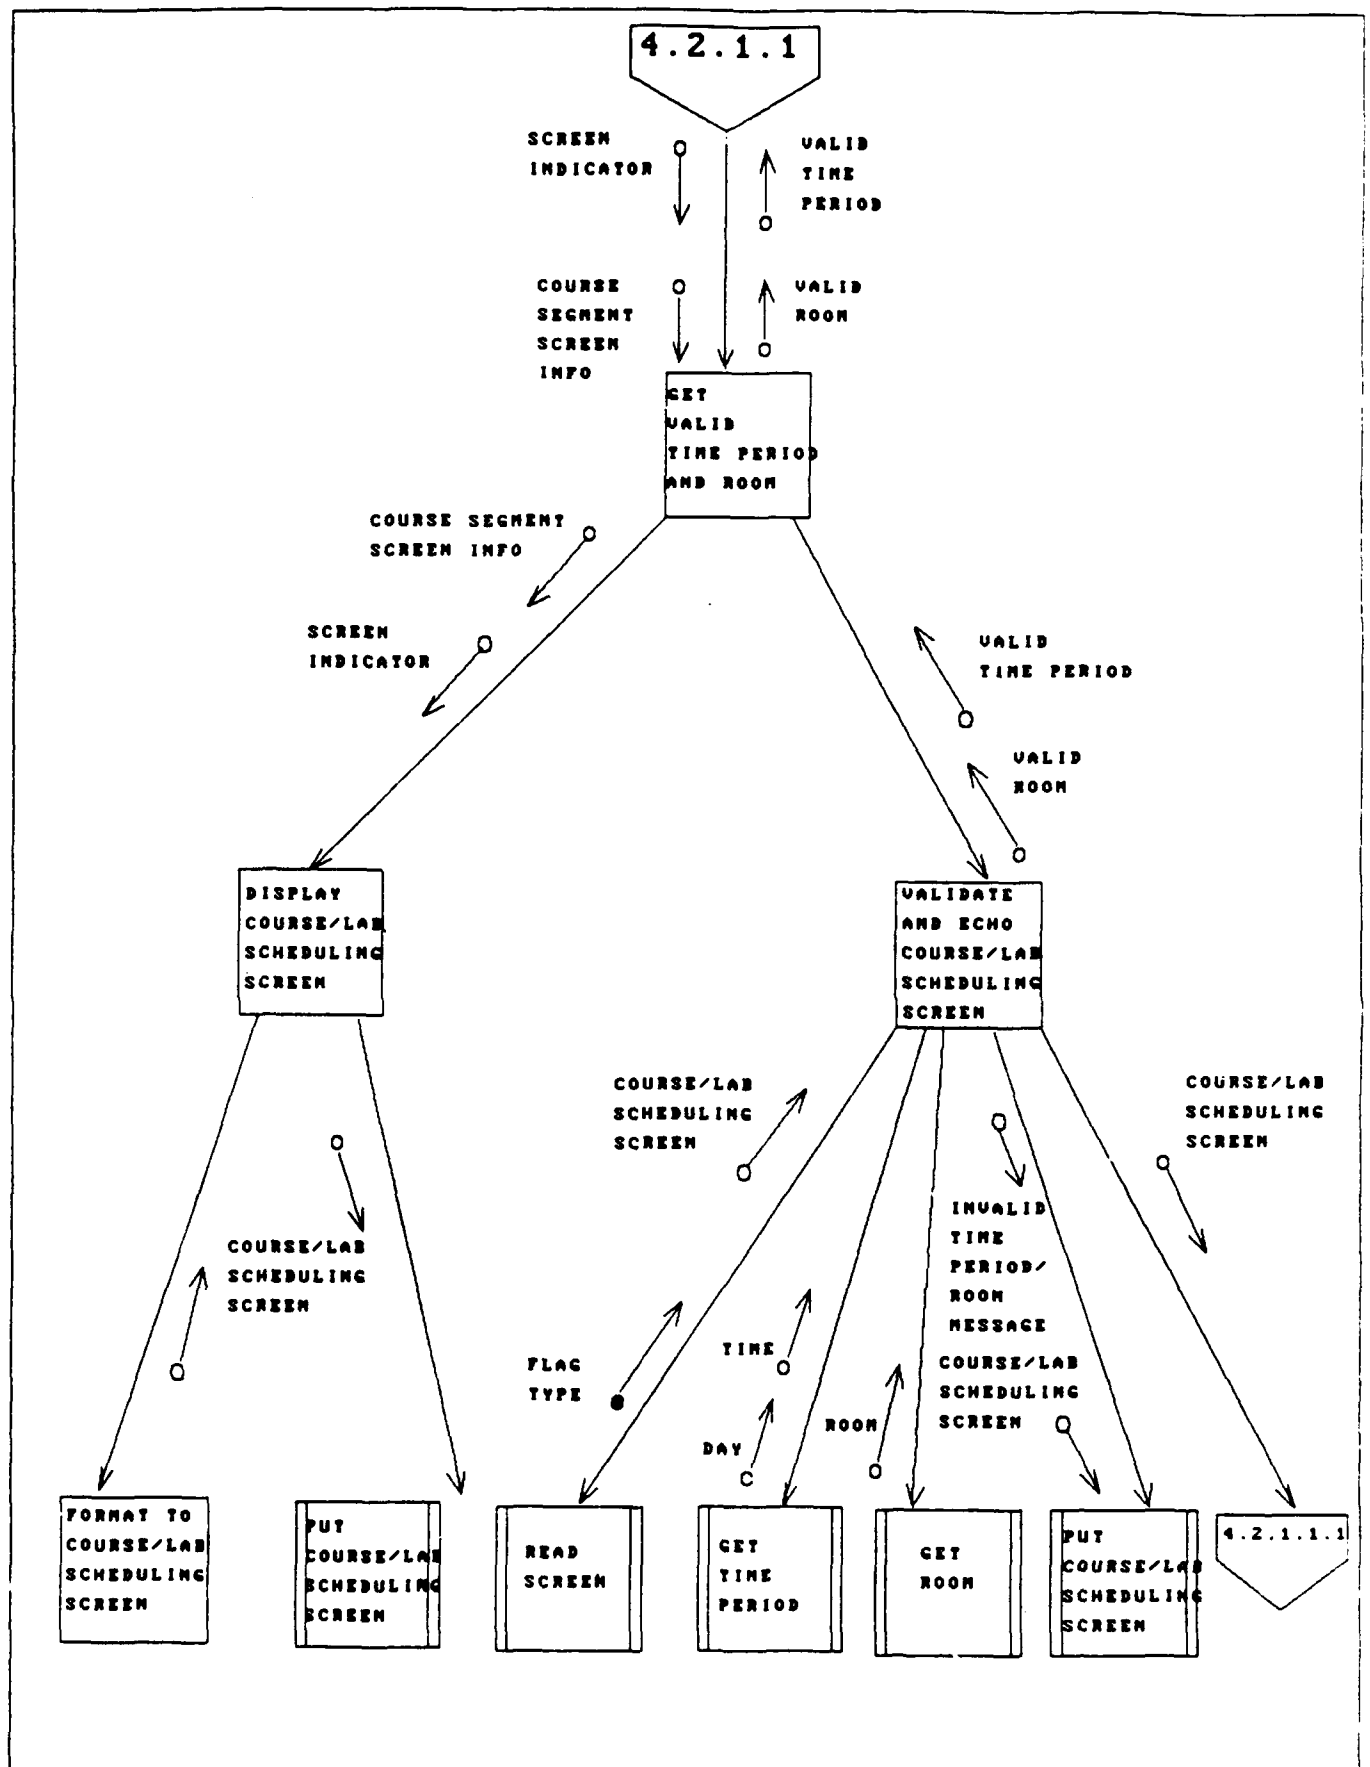 4.2.1.1
SCREEN
INDICATOR
VALID
TIME
PERIOD
COURSE
SEGMENT
SCREEN
INFO
VALID
ROOM
GET
VALID
TIME PERIOD
AND ROOM
COURSE SEGMENT
SCREEN INFO
SCREEN
INDICATOR
VALID
TIME PERIOD
VALID
ROOM
DISPLAY
COURSE/LAB
SCHEDULING
SCREEN
VALIDATE
AND ECHO
COURSE/LAB
SCHEDULING
SCREEN
COURSE/LAB
SCHEDULING
SCREEN
COURSE/LAB
SCHEDULING
SCREEN
COURSE/LAB
SCHEDULING
SCREEN
INVALID
TIME
PERIOD/
ROOM
MESSAGE
FLAG
TYPE
TIME
DAY
ROOM
COURSE/LAB
SCHEDULING
SCREEN
FORMAT TO
COURSE/LAB
SCHEDULING
SCREEN
PUT
COURSE/LAB
SCHEDULING
SCREEN
READ
SCREEN
GET
TIME
PERIOD
GET
ROOM
PUT
COURSE/LAB
SCHEDULING
SCREEN
4.2.1.1.1